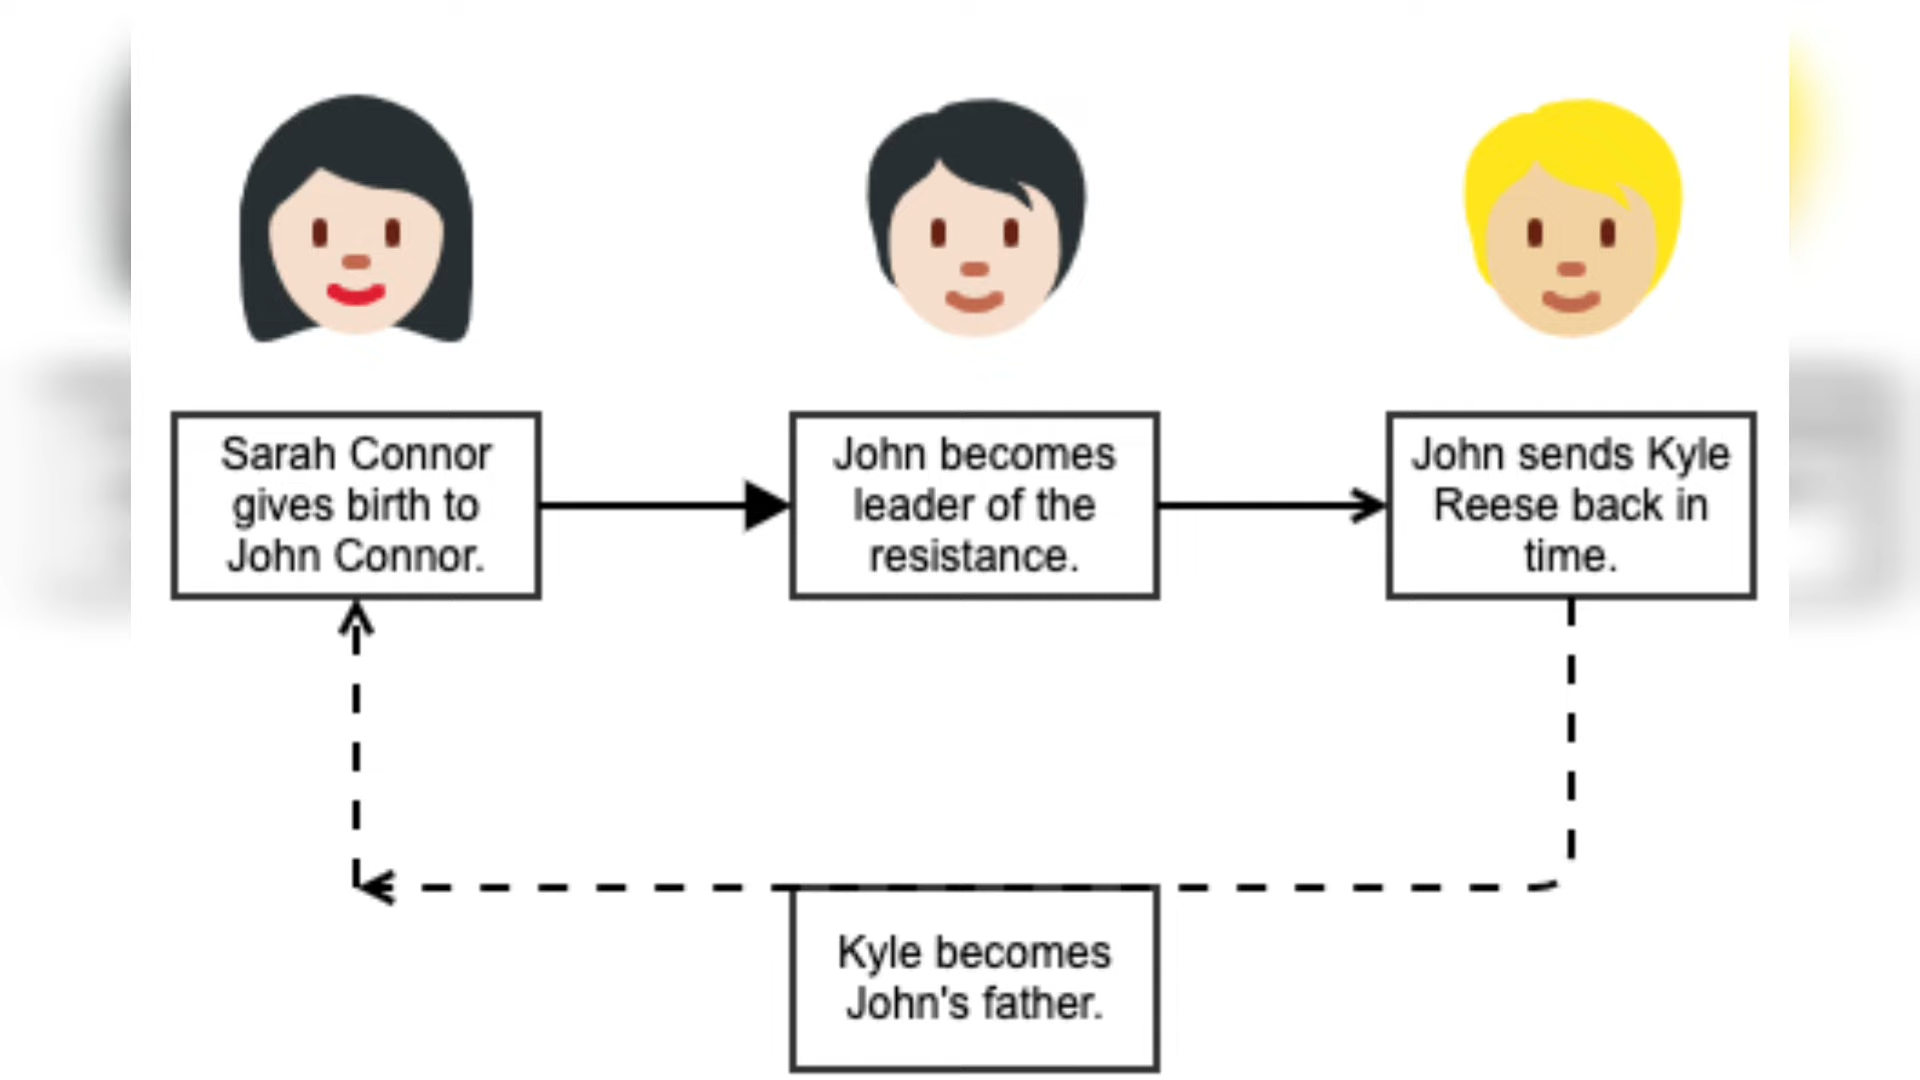 Sarah Connor
gives birth to
John Connor.
John becomes
leader of the
resistance.
John sends Kyle
Reese back in
time.
Kyle becomes
John's father.